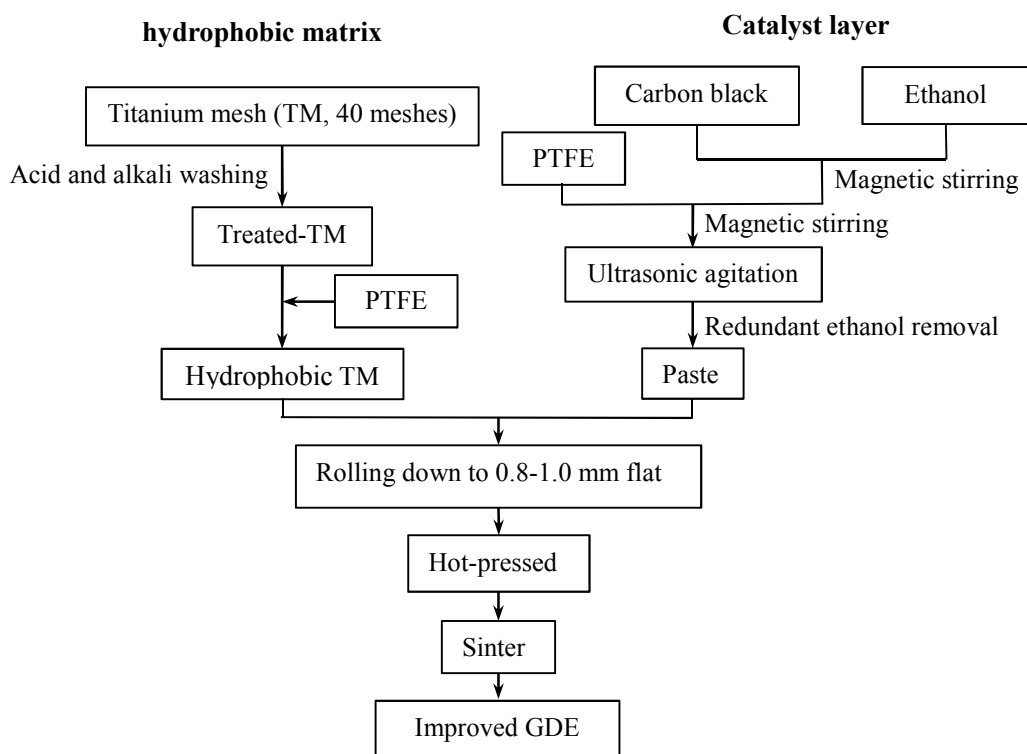 hydrophobic matrix
Catalyst layer
Titanium mesh (TM, 40 meshes)
Carbon black
Ethanol
PTFE
Acid and alkali washing
Magnetic stirring
Treated-TM
Magnetic stirring
Ultrasonic agitation
PTFE
Redundant ethanol removal
Hydrophobic TM
Paste
Rolling down to 0.8-1.0 mm flat
Hot-pressed
Sinter
Improved GDE